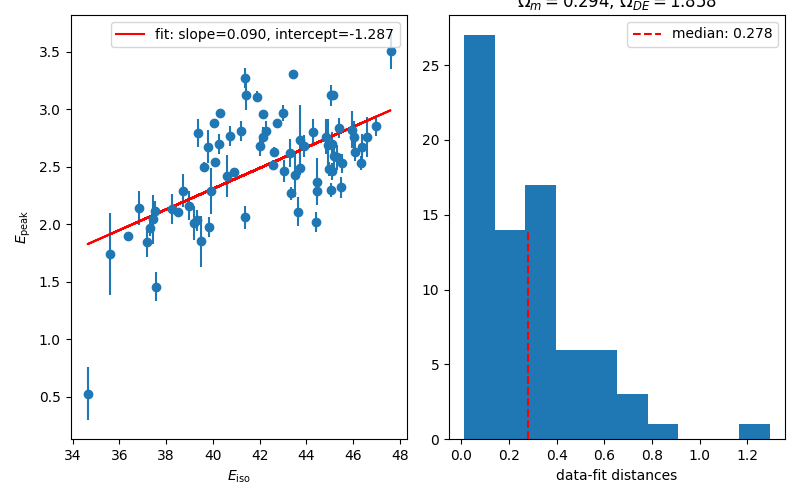 Ω_m = 0.294, Ω_DE = 1.858
fit: slope=0.090, intercept=-1.287
median: 0.278
3.5
3.0
2.5
2.0
1.5
1.0
0.5
E_peak
34 36 38 40 42 44 46 48
E_iso
25
20
15
10
5
0
0.0 0.2 0.4 0.6 0.8 1.0 1.2
data-fit distances